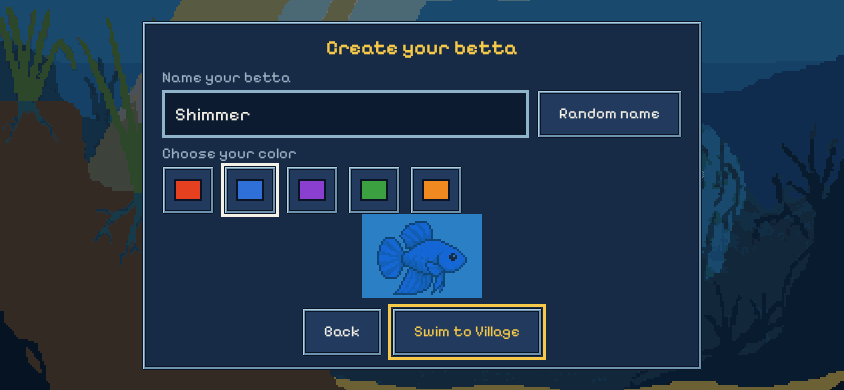 Create your betta
Name your betta
Shimmer
Random name
Choose your color
Back
Swim to Village